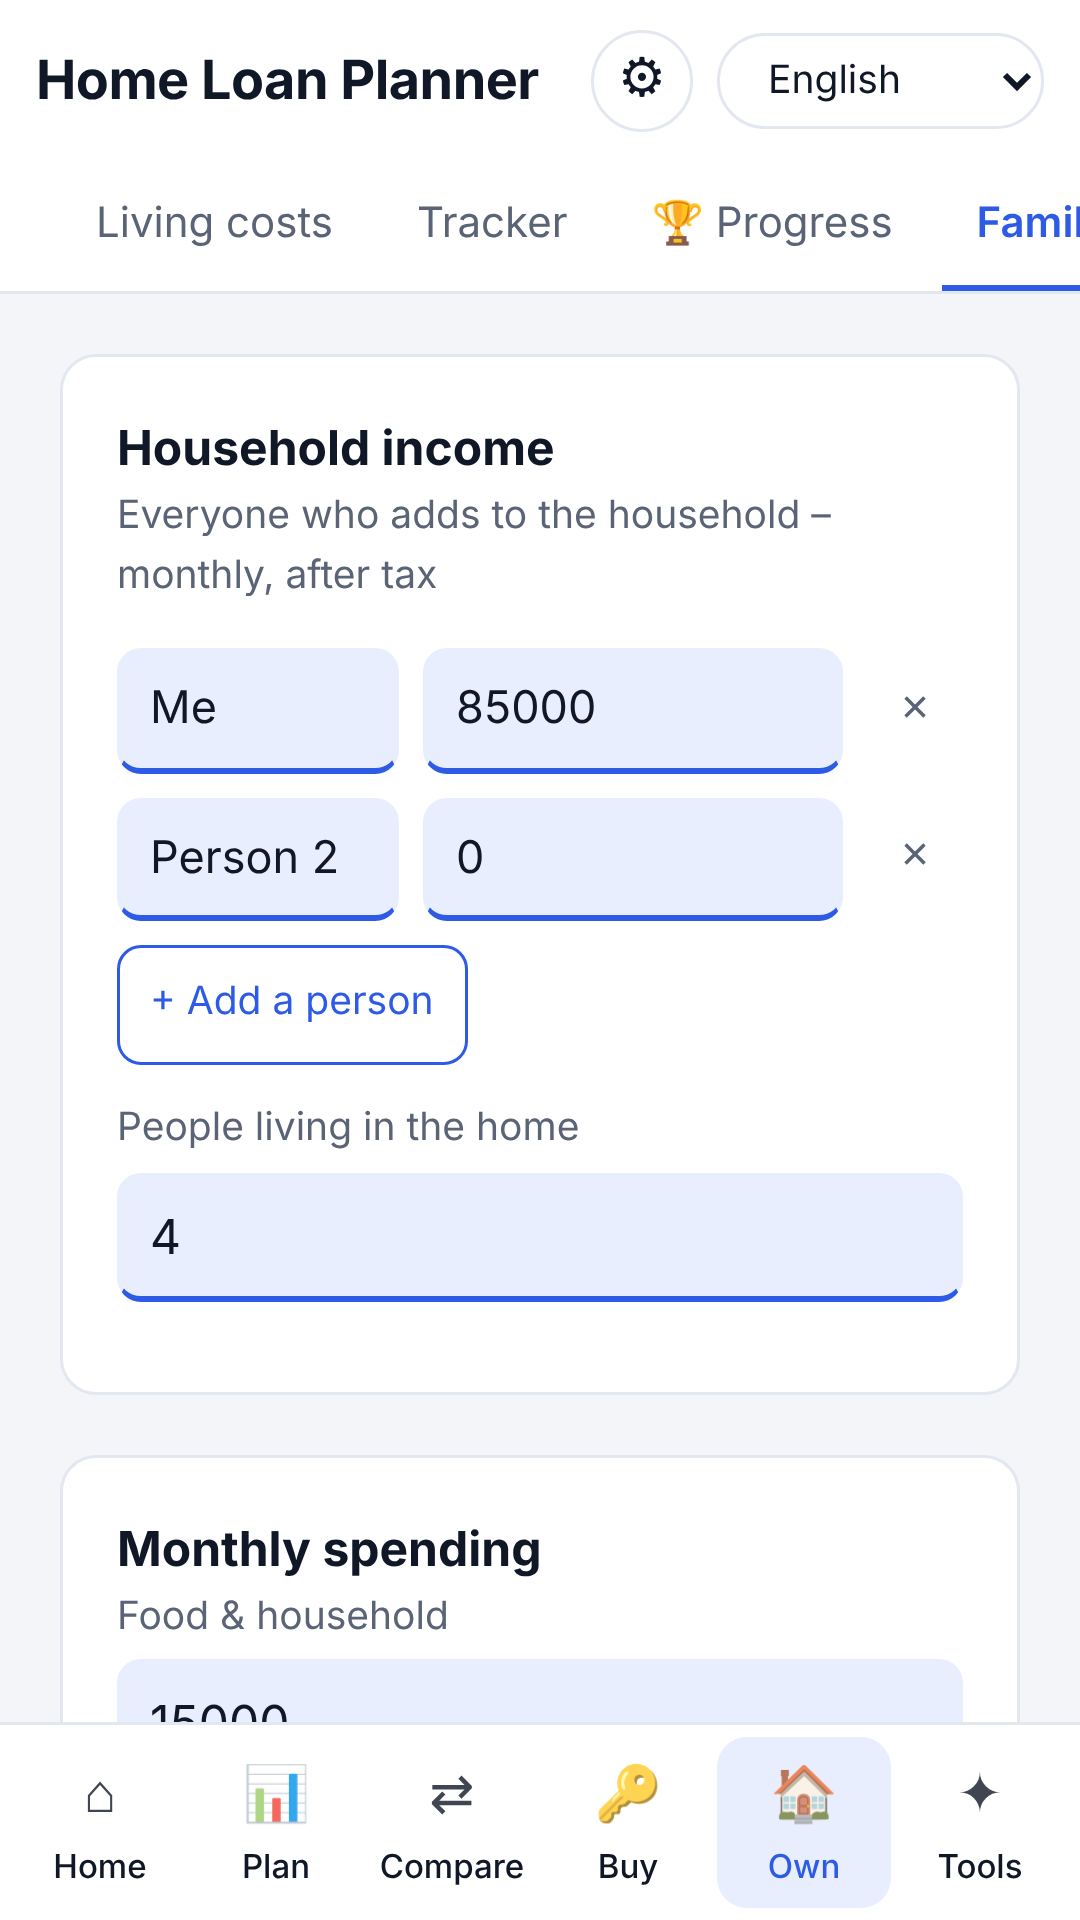 Home Loan Planner
English
Living costs
Tracker
Progress
Household income
Everyone who adds to the household –
monthly, after tax
Me
85000
Person 2
0
+ Add a person
People living in the home
4
Monthly spending
Food & household
15000
Home
Plan
Compare
Buy
Own
Tools